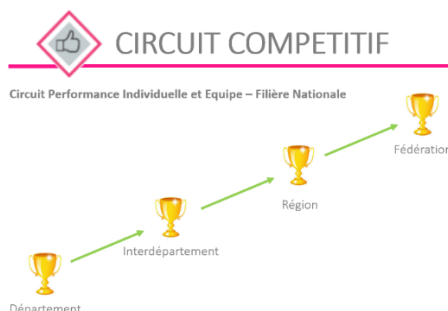 CIRCUIT COMPETITIF
Circuit Performance Individuelle et Equipe – Filière Nationale
Fédération
Région
Interdépartement
Département